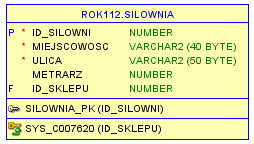 ROK112.SILOWNIA
P * ID_SILOWNI NUMBER
* MIEJSCOWOSC VARCHAR2 (40 BYTE)
* ULICA VARCHAR2 (50 BYTE)
METRARZ NUMBER
F ID_SKLEPU NUMBER
SILOWNIA_PK (ID_SILOWNI)
SYS_C007620 (ID_SKLEPU)